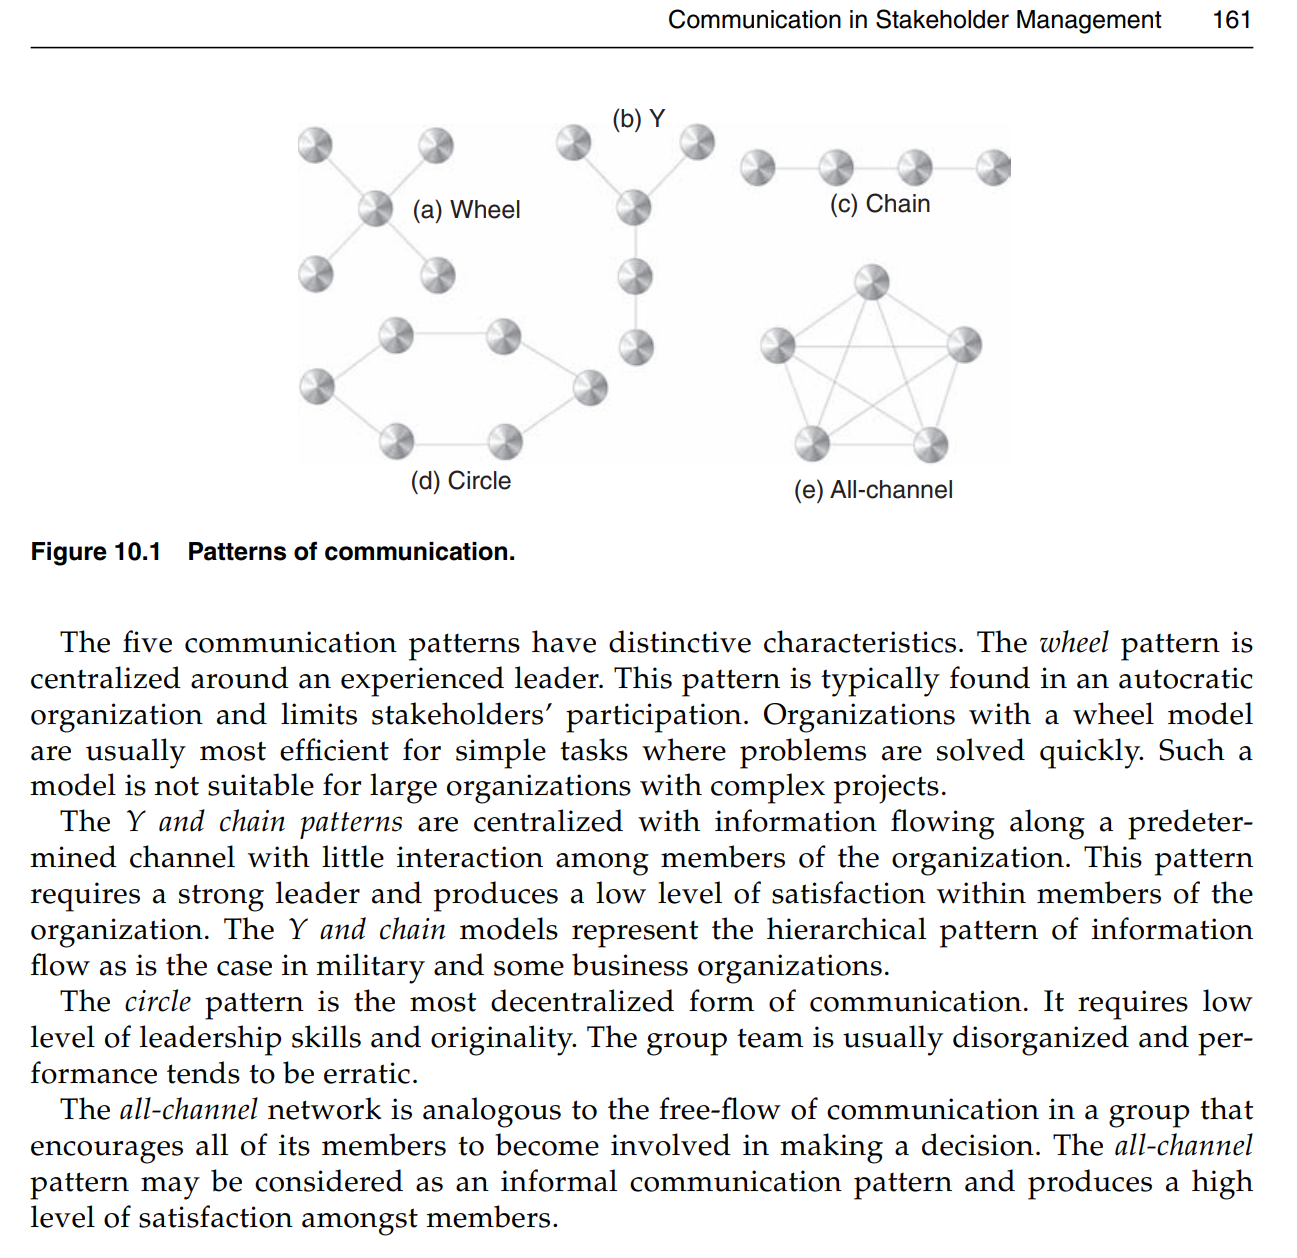 Communication in Stakeholder Management 161
(b) Y
(a) Wheel
(c) Chain
(d) Circle
(e) All-channel
Figure 10.1 Patterns of communication.
The five communication patterns have distinctive characteristics. The wheel pattern is
centralized around an experienced leader. This pattern is typically found in an autocratic
organization and limits stakeholders’ participation. Organizations with a wheel model
are usually most efficient for simple tasks where problems are solved quickly. Such a
model is not suitable for large organizations with complex projects.
The Y and chain patterns are centralized with information flowing along a predeter-
mined channel with little interaction among members of the organization. This pattern
requires a strong leader and produces a low level of satisfaction within members of the
organization. The Y and chain models represent the hierarchical pattern of information
flow as is the case in military and some business organizations.
The circle pattern is the most decentralized form of communication. It requires low
level of leadership skills and originality. The group team is usually disorganized and per-
formance tends to be erratic.
The all-channel network is analogous to the free-flow of communication in a group that
encourages all of its members to become involved in making a decision. The all-channel
pattern may be considered as an informal communication pattern and produces a high
level of satisfaction amongst members.